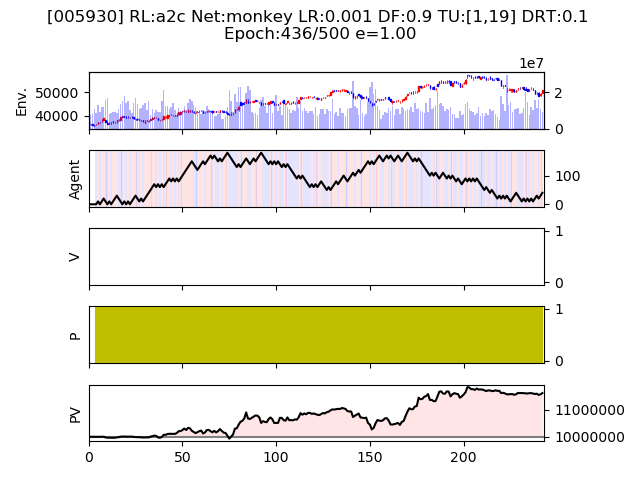 [005930] RL:a2c Net:monkey LR:0.001 DF:0.9 TU:[1,19] DRT:0.1
Epoch:436/500 e=1.00
1e7
Env.
50000
40000
2
0
Agent
100
0
V
1
0
P
1
0
PV
11000000
10000000
0
50
100
150
200